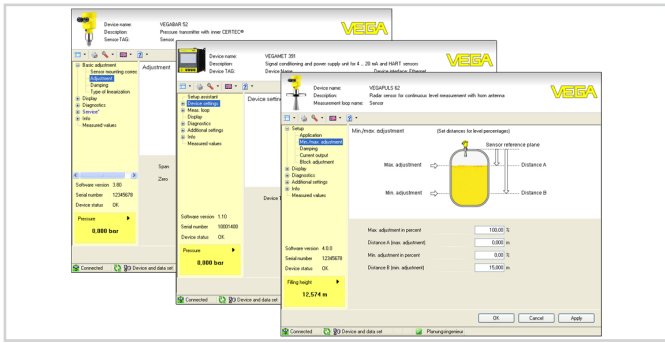 Device name: VEGABAR 52
Description: Pressure transmitter with inner CERTEC®
Sensor TAG: Sensor
VEGA
Basic adjustment
Sensor mounting correc
Adjustment
Damping
Type of linearization
Display
Diagnostics
Service*
Info
Measured values
Adjustment
Span
Zero
Software version 3.80
Serial number 12345678
Device status OK
Pressure
0,000 bar
Connected Device and data set
Device name: VEGAMET 391
Description: Signal conditioning and power supply unit for 4 ... 20 mA and HART sensors
Device TAG: Device Name Device interface Ethernet
VEGA
Setup assistant
Device settings
Meas. loop
Display
Diagnostics
Additional settings
Info
Measured values
Device settin
Device T
Software version 1.10
Serial number 10001400
Device status OK
Pressure
0,000 bar
Connected Device and data set
Device name: VEGAPULS 62
Description: Radar sensor for continuous level measurement with horn antenna
Measurement loop name: Sensor
VEGA
Setup
Application
Min./max. adjustment
Damping
Current output
Block adjustment
Display
Diagnostics
Additional settings
Info
Measured values
Min./max. adjustment (Set distances for level percentages)
Sensor reference plane
Max. adjustment Distance A
Min. adjustment Distance B
Max. adjustment in percent 100,00 %
Distance A (max. adjustment) 0,000 m
Min. adjustment in percent 0,00 %
Distance B (min. adjustment) 15,000 m
Software version 4.0.0
Serial number 12345678
Device status OK
Filling height
12,574 m
OK Cancel Apply
Connected Device and data set Planungsingenieur: